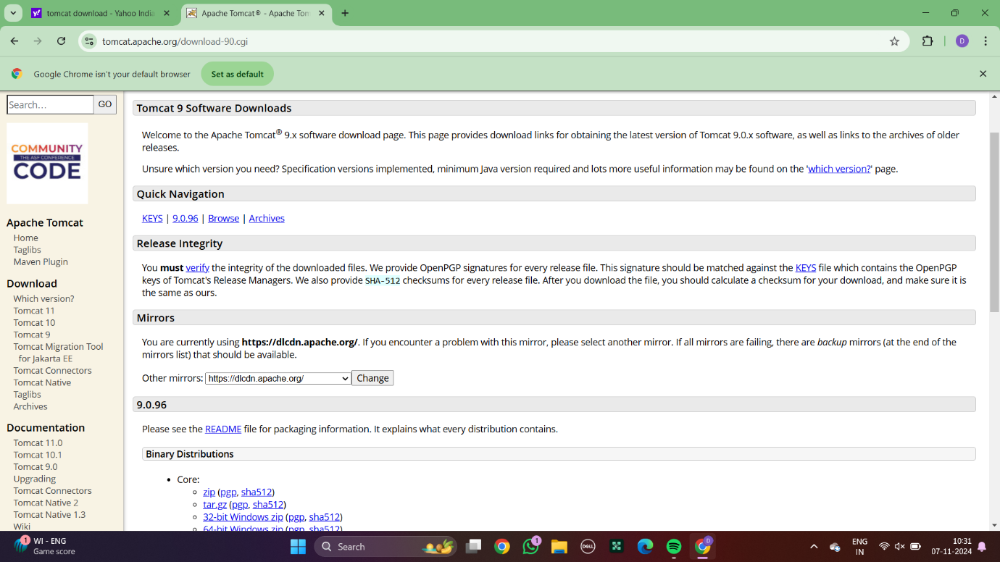 tomcat download - Yahoo India
Apache Tomcat® - Apache Tom
tomcat.apache.org/download-90.cgi
D
Google Chrome isn't your default browser
Set as default
Search…
GO
COMMUNITY
THE ASF CONFERENCE
CODE
Apache Tomcat
Home
Taglibs
Maven Plugin
Download
Which version?
Tomcat 11
Tomcat 10
Tomcat 9
Tomcat Migration Tool
for Jakarta EE
Tomcat Connectors
Tomcat Native
Taglibs
Archives
Documentation
Tomcat 11.0
Tomcat 10.1
Tomcat 9.0
Upgrading
Tomcat Connectors
Tomcat Native 2
Tomcat Native 1.3
Wiki
Tomcat 9 Software Downloads
Welcome to the Apache Tomcat® 9.x software download page. This page provides download links for obtaining the latest version of Tomcat 9.0.x software, as well as links to the archives of older
releases.
Unsure which version you need? Specification versions implemented, minimum Java version required and lots more useful information may be found on the 'which version?' page.
Quick Navigation
KEYS | 9.0.96 | Browse | Archives
Release Integrity
You must verify the integrity of the downloaded files. We provide OpenPGP signatures for every release file. This signature should be matched against the KEYS file which contains the OpenPGP
keys of Tomcat's Release Managers. We also provide SHA-512 checksums for every release file. After you download the file, you should calculate a checksum for your download, and make sure it is
the same as ours.
Mirrors
You are currently using https://dlcdn.apache.org/. If you encounter a problem with this mirror, please select another mirror. If all mirrors are failing, there are backup mirrors (at the end of the
mirrors list) that should be available.
Other mirrors: https://dlcdn.apache.org/ Change
9.0.96
Please see the README file for packaging information. It explains what every distribution contains.
Binary Distributions
Core:
zip (pgp, sha512)
tar.gz (pgp, sha512)
32-bit Windows zip (pgp, sha512)
64-bit Windows zip (pgp, sha512)
1
WI - ENG
Game score
Search
1
DELL
D
ENG
IN
10:31
07-11-2024